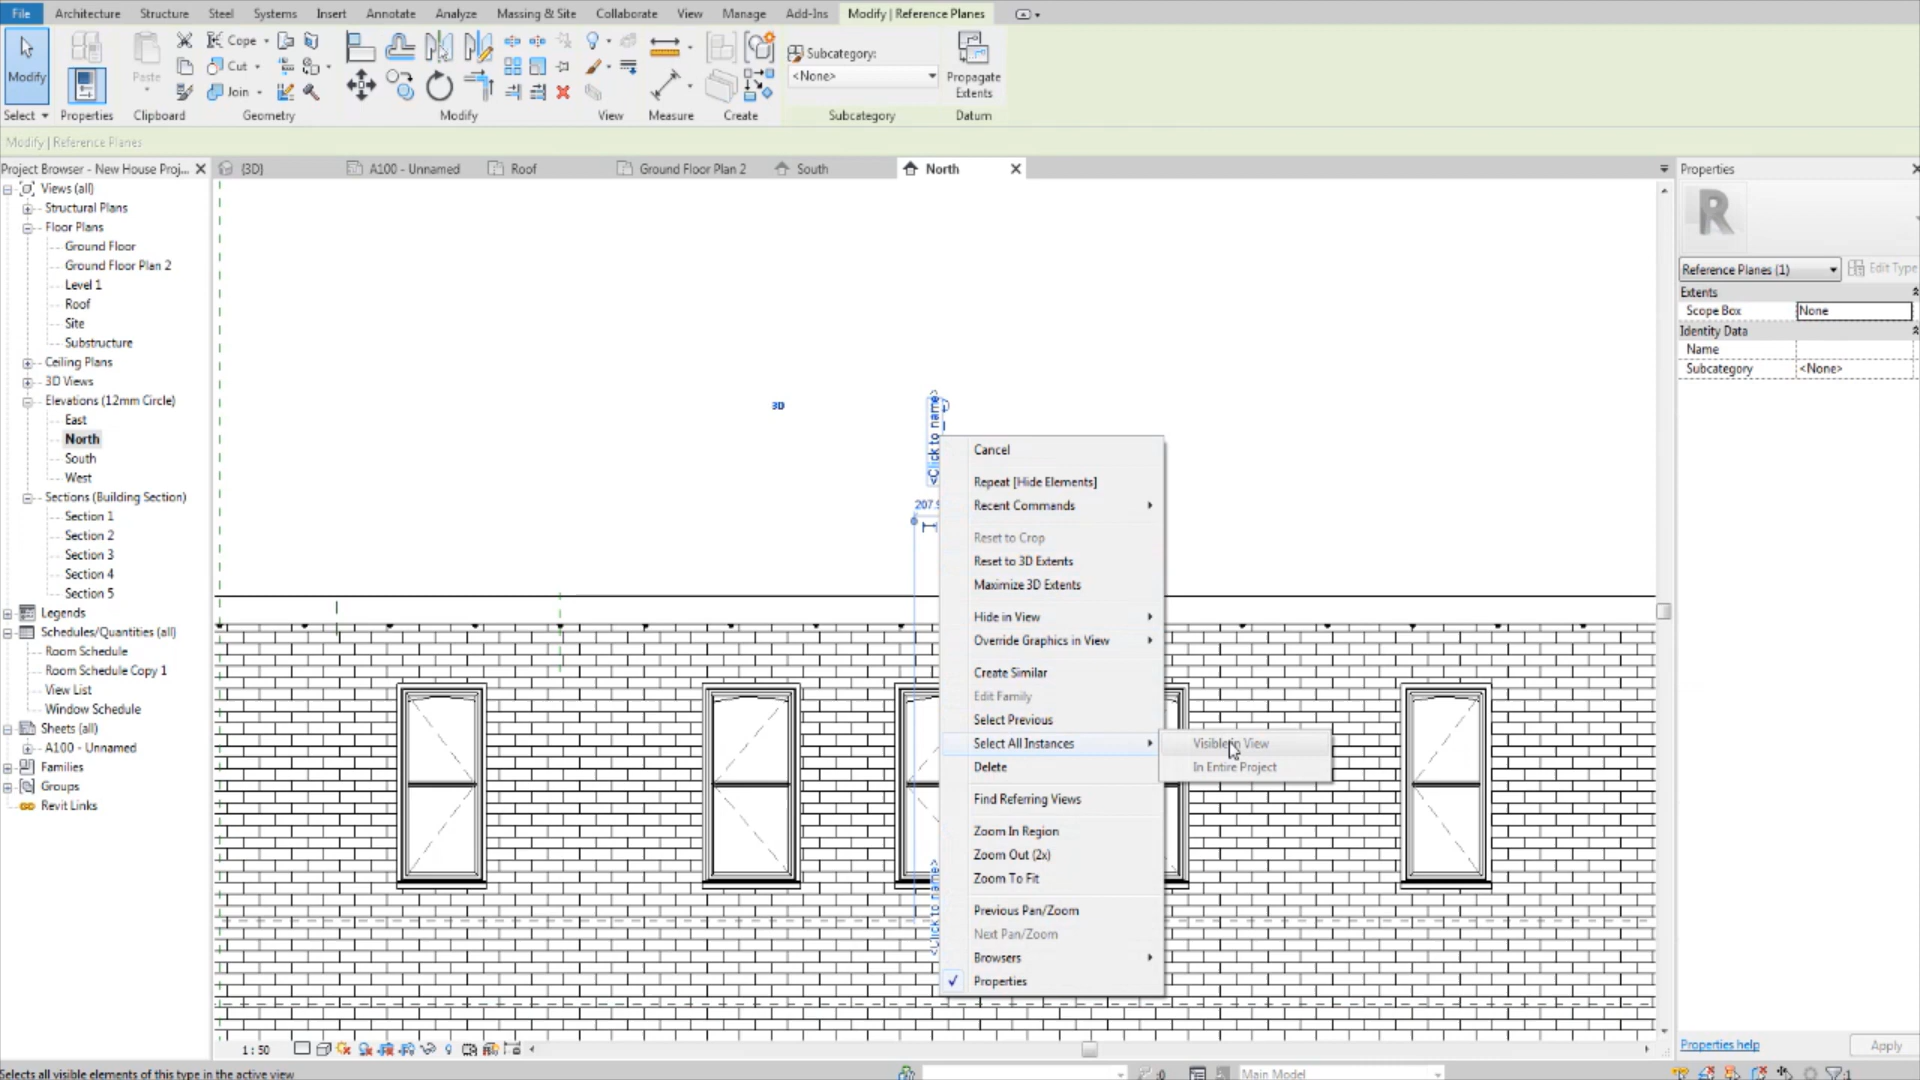 File Architecture Structure Steel Systems Insert Annotate Analyze Massing & Site Collaborate View Manage Add-Ins Modify | Reference Planes
Modify
Paste
Cope
Cut
Join
Subcategory:
<None>
Propagate
Extents
Select Properties Clipboard Geometry Modify View Measure Create Subcategory Datum
Modify | Reference Planes
Project Browser - New House Proj...
{3D} A100 - Unnamed Roof Ground Floor Plan 2 South North
Properties
Views (all)
Structural Plans
Floor Plans
Ground Floor
Ground Floor Plan 2
Level 1
Roof
Site
Substructure
Ceiling Plans
3D Views
Elevations (12mm Circle)
East
North
South
West
Sections (Building Section)
Section 1
Section 2
Section 3
Section 4
Section 5
Legends
Schedules/Quantities (all)
Room Schedule
Room Schedule Copy 1
View List
Window Schedule
Sheets (all)
A100 - Unnamed
Families
Groups
Revit Links
3D
<Click to name>
207.9
<Click to name>
Cancel
Repeat [Hide Elements]
Recent Commands
Reset to Crop
Reset to 3D Extents
Maximize 3D Extents
Hide in View
Override Graphics in View
Create Similar
Edit Family
Select Previous
Select All Instances
Delete
Find Referring Views
Zoom In Region
Zoom Out (2x)
Zoom To Fit
Previous Pan/Zoom
Next Pan/Zoom
Browsers
Properties
Visible in View
In Entire Project
R
Reference Planes (1) Edit Type
Extents
Scope Box None
Identity Data
Name
Subcategory <None>
Properties help Apply
1 : 50
Selects all visible elements of this type in the active view
:0 Main Model :1